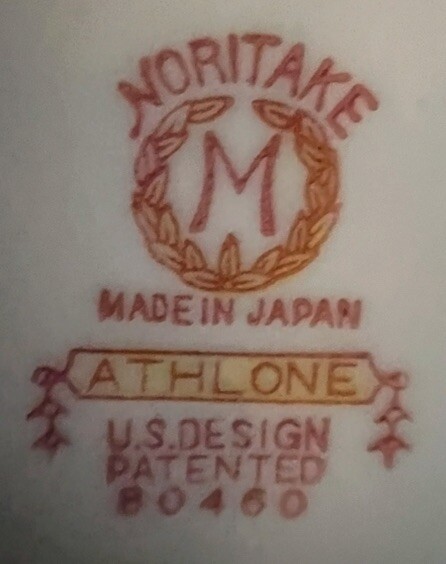 NORITAKE
M
MADE IN JAPAN
ATHLONE
U.S. DESIGN
PATENTED
80460